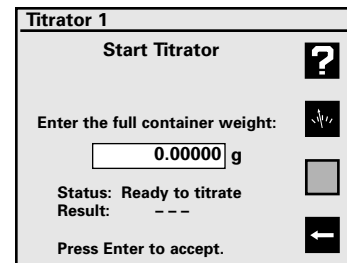 Titrator 1
Start Titrator
?
Enter the full container weight:
0.00000 g
Status: Ready to titrate
Result: – – –
Press Enter to accept.